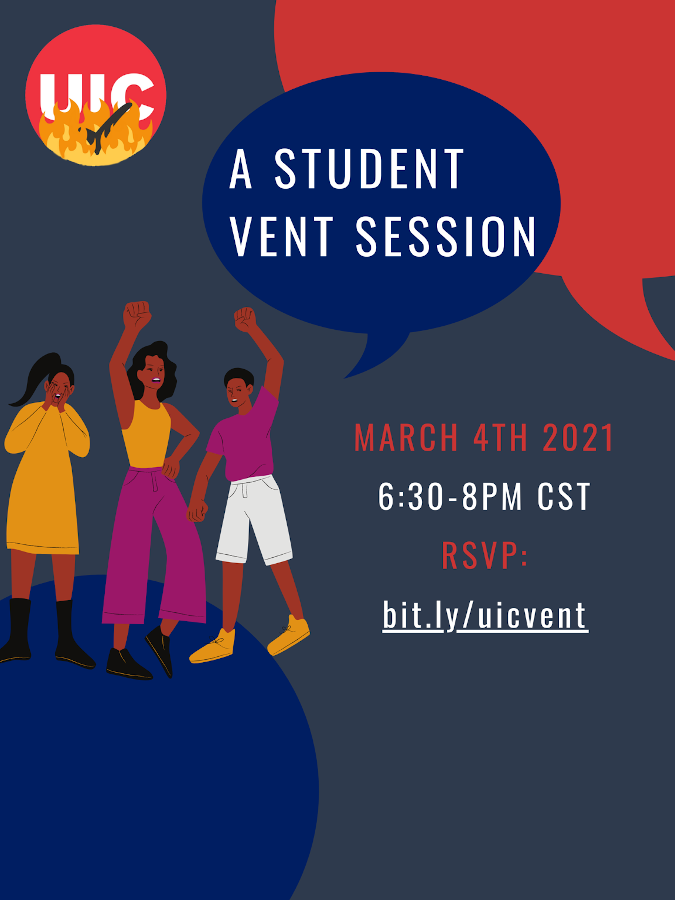 UIC
A STUDENT
VENT SESSION
MARCH 4TH 2021
6:30-8PM CST
RSVP:
bit.ly/uicvent